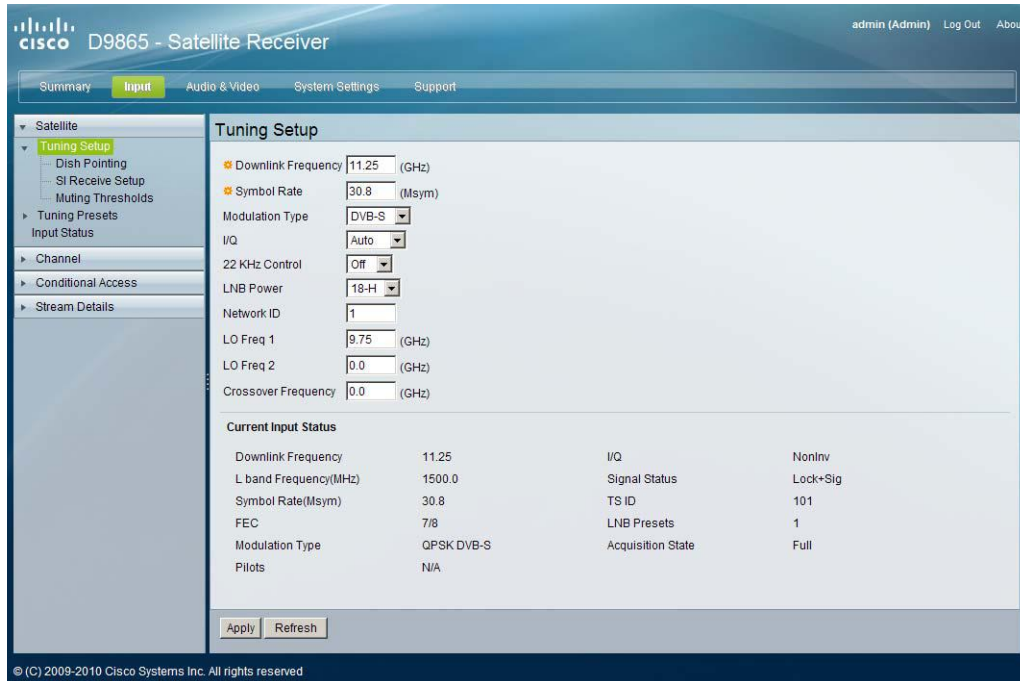 admin (Admin) Log Out
CISCO D9865 - Satellite Receiver
Summary Input Audio & Video System Settings Support
Satellite
Tuning Setup
Dish Pointing
SI Receive Setup
Muting Thresholds
Tuning Presets
Input Status
Channel
Conditional Access
Stream Details
Tuning Setup
Downlink Frequency 11.25 (GHz)
Symbol Rate 30.8 (Msym)
Modulation Type DVB-S
I/Q Auto
22 KHz Control Off
LNB Power 18-H
Network ID 1
LO Freq 1 9.75 (GHz)
LO Freq 2 0.0 (GHz)
Crossover Frequency 0.0 (GHz)
Current Input Status
Downlink Frequency 11.25 I/Q NonInv
L band Frequency(MHz) 1500.0 Signal Status Lock+Sig
Symbol Rate(Msym) 30.8 TS ID 101
FEC 7/8 LNB Presets 1
Modulation Type QPSK DVB-S Acquisition State Full
Pilots N/A
Apply Refresh
© (C) 2009-2010 Cisco Systems Inc. All rights reserved